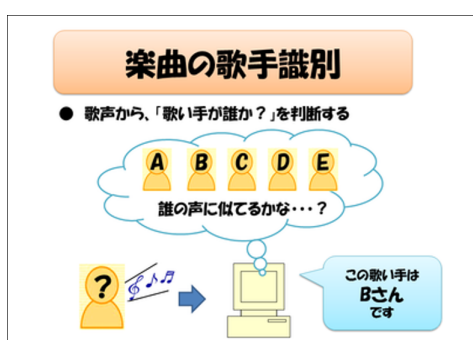 楽曲の歌手識別
● 歌声から、「歌い手が誰か？」を判断する
A B C D E
誰の声に似てるかな・・・？
?
この歌い手は
Bさん
です